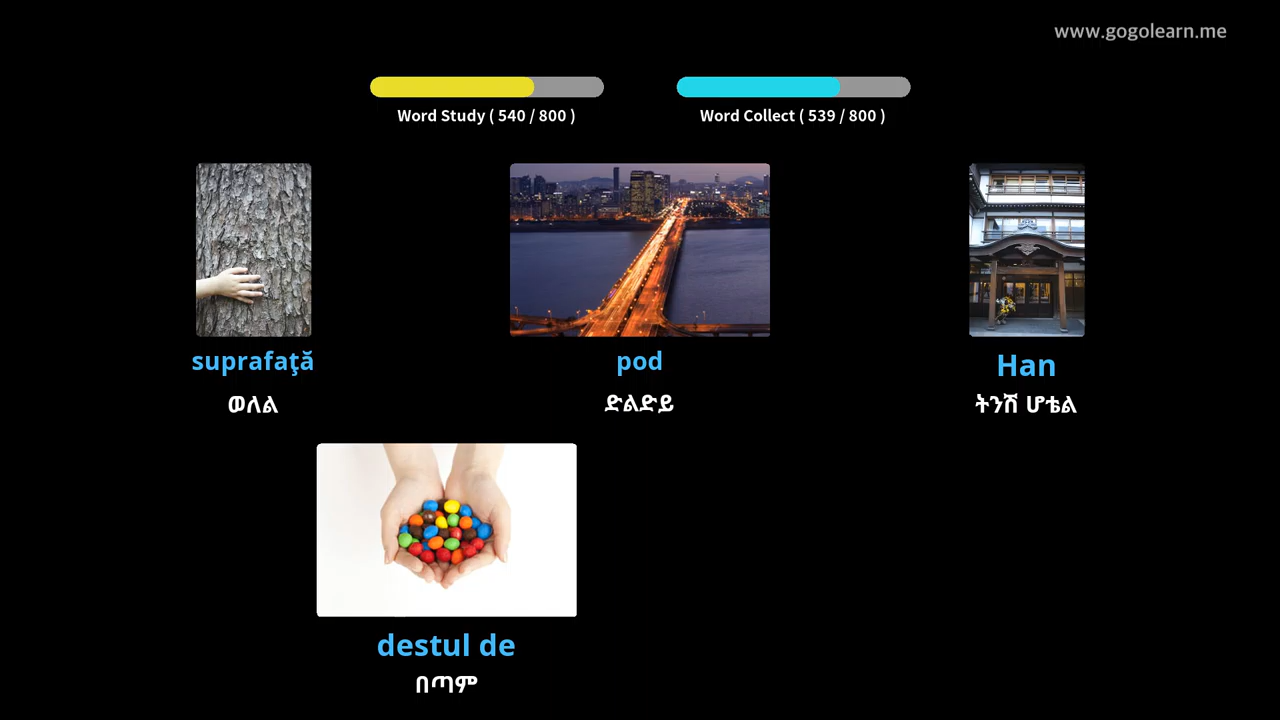 www.gogolearn.me
Word Study ( 540 / 800 )
Word Collect ( 539 / 800 )
suprafaţă
pod
Han
ወለል
ድልድይ
ትንሽ ሆቴል
destul de
በጣም